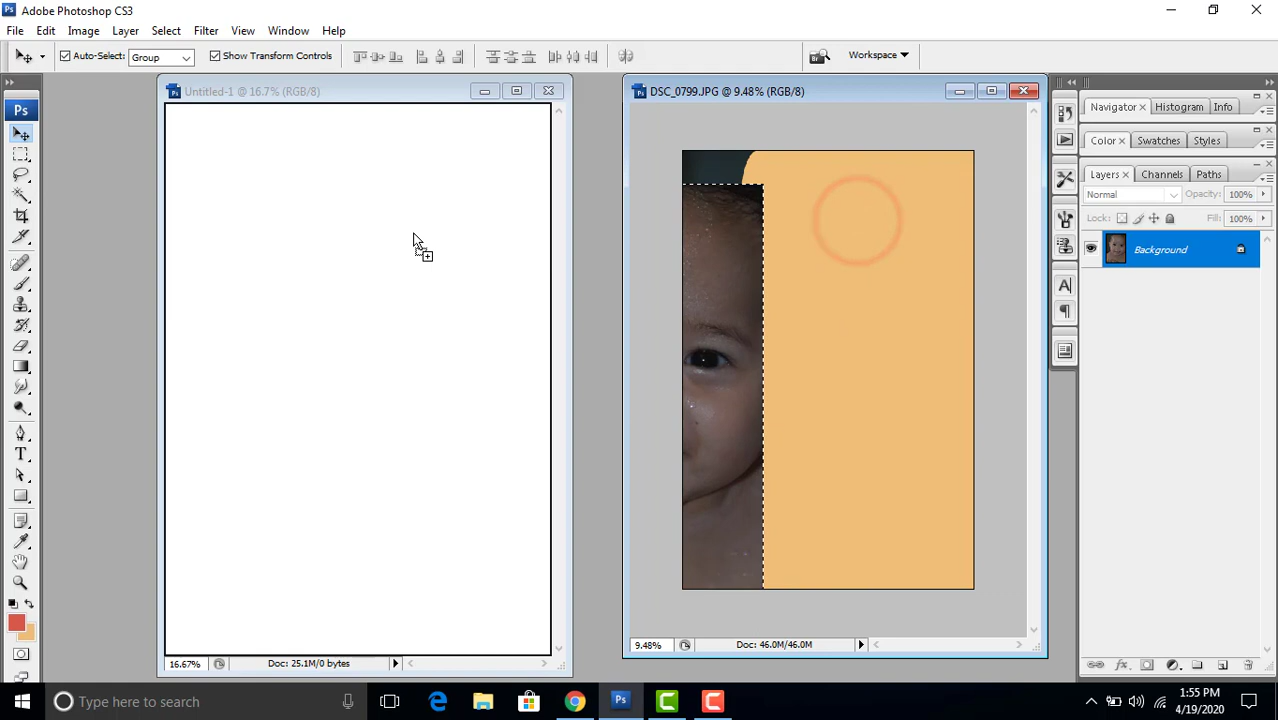 Ps Adobe Photoshop CS3
File Edit Image Layer Select Filter Window View Help
Auto-Select: Group Show Transform Controls Workspace
Untitled-1 @ 16.7% (RGB/8)
DSC_0799.JPG @ 9.48% (RGB/8)
Navigator × Histogram Info
Ps
Color × Swatches Styles
Layers × Channels Paths
Normal Opacity: 100%
Lock: Fill: 100%
Background
A
T
9.48% Doc: 46.0M/46.0M
16.67% Doc: 25.1M/0 bytes
Type here to search
Ps
1:55 PM
4/19/2020